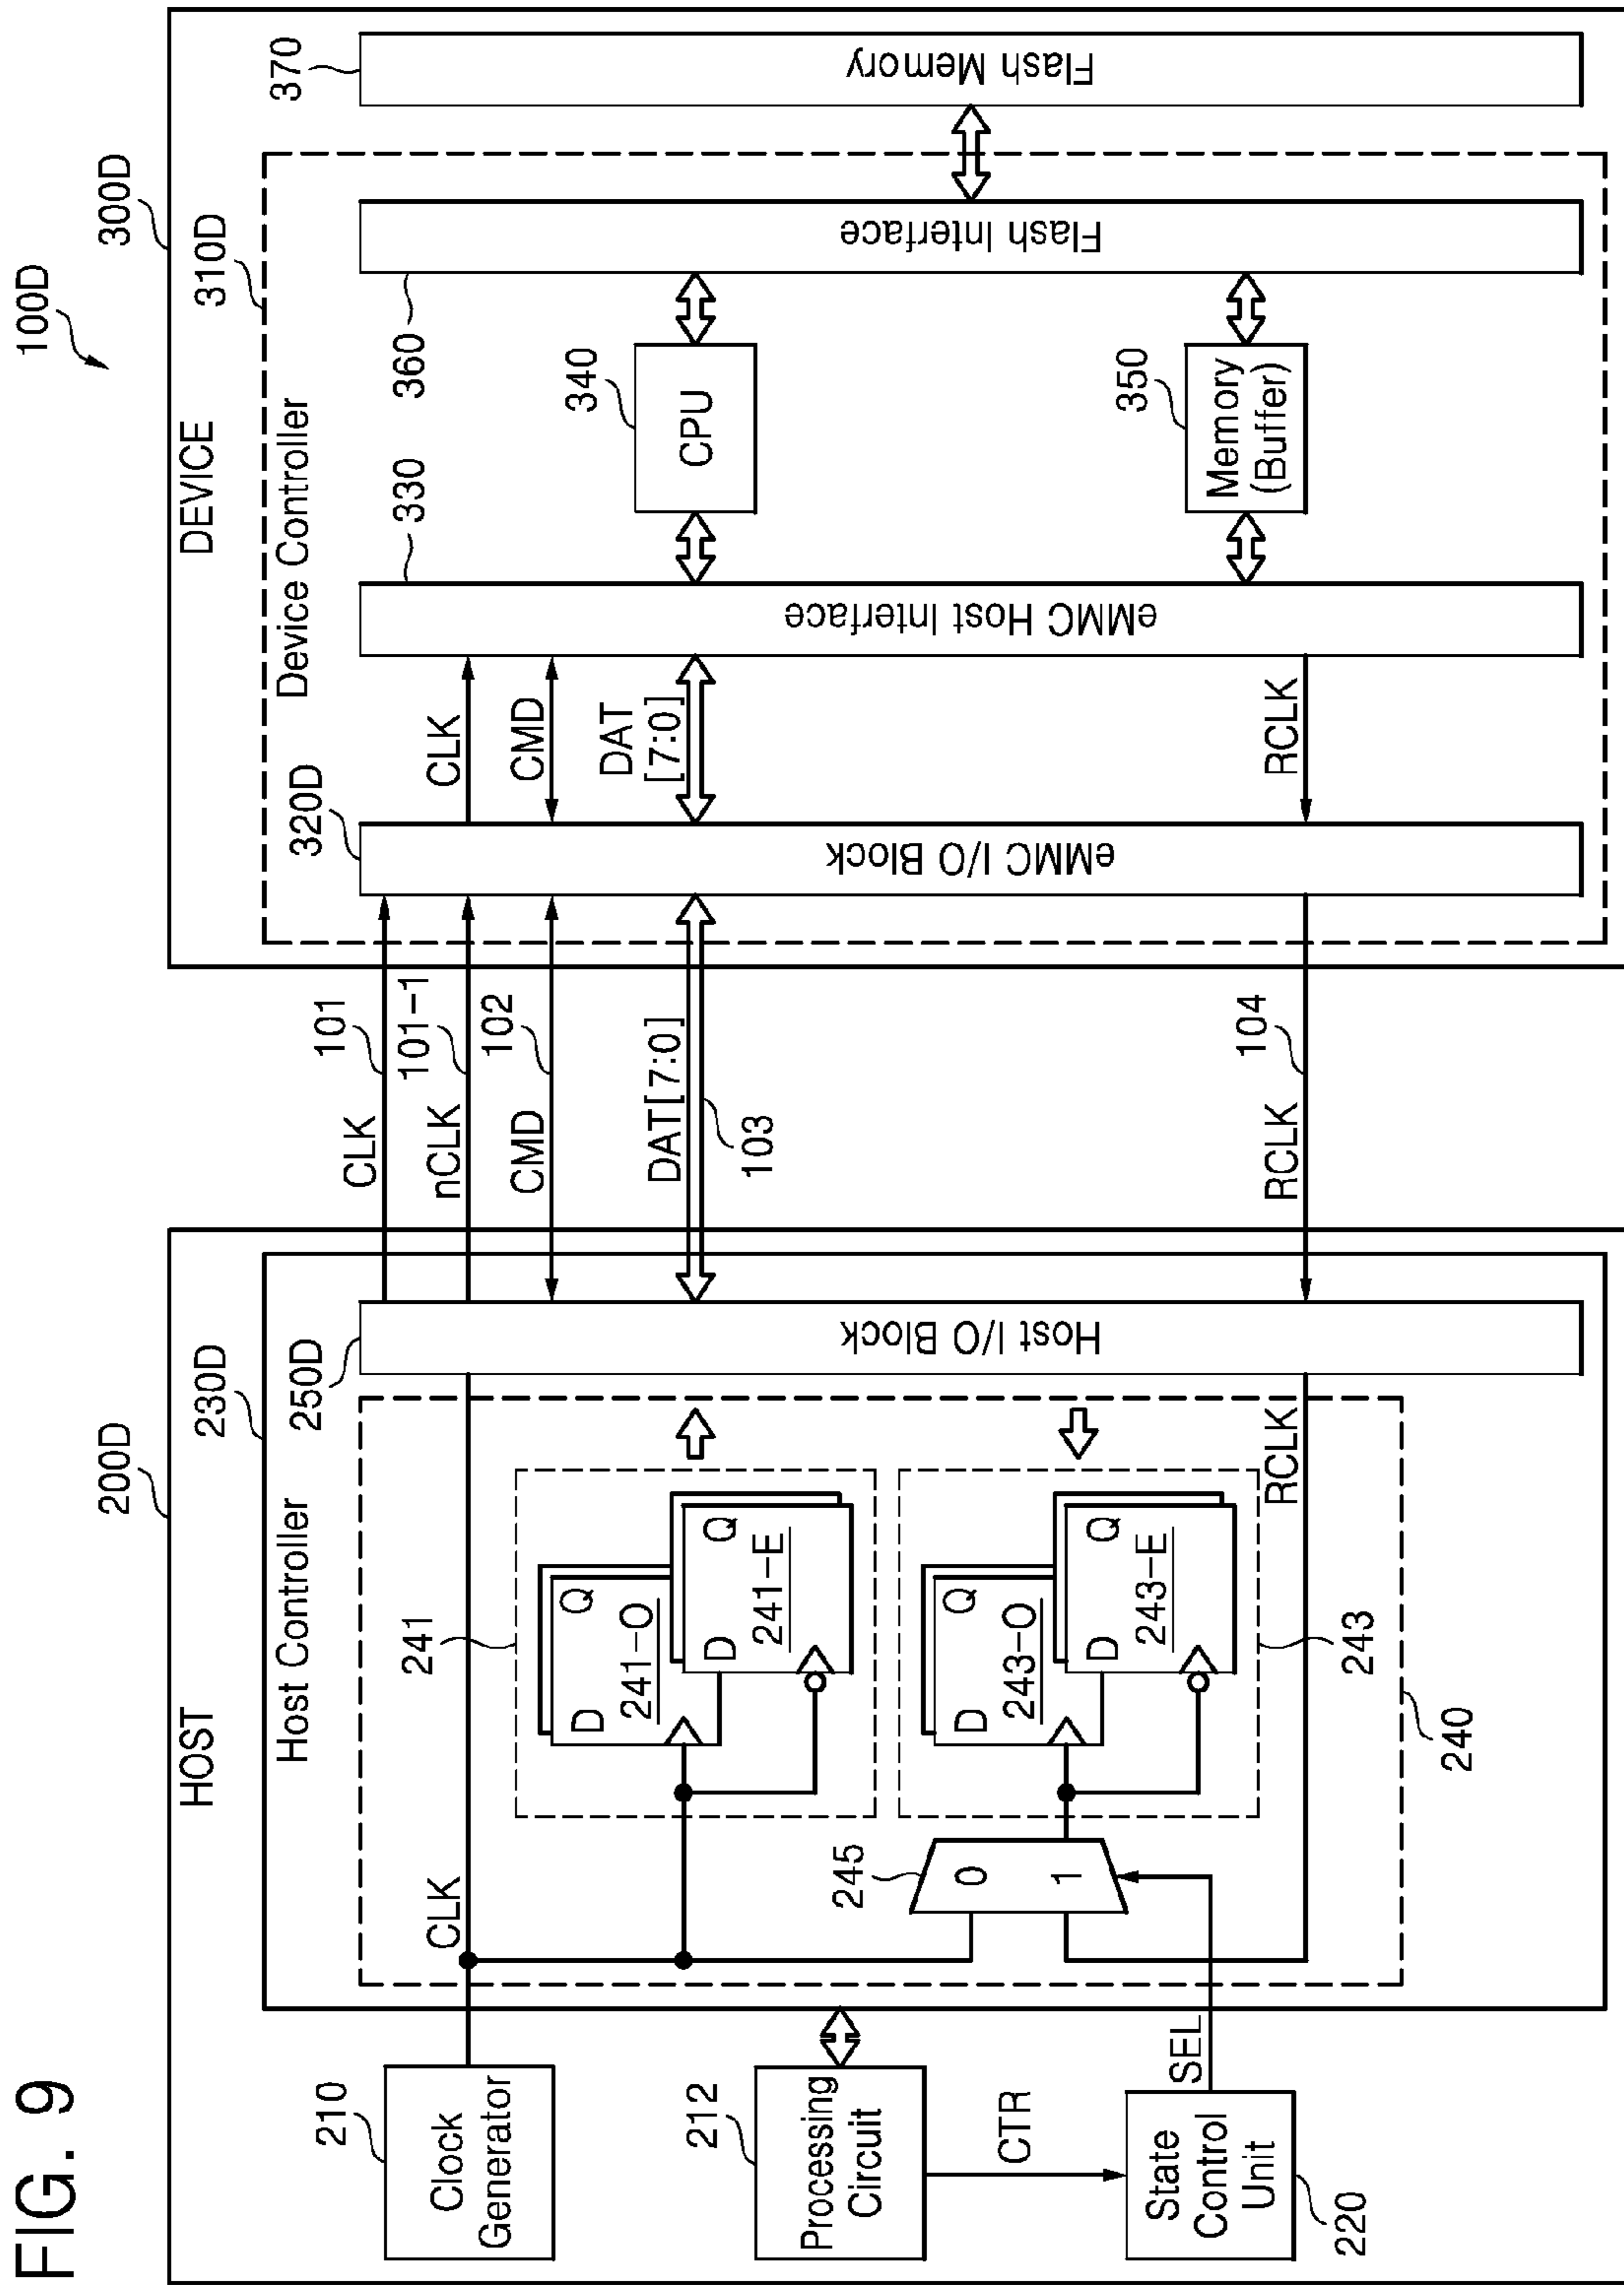 FIG. 9
100D
200D
HOST
230D
Host Controller
250D
210
Clock
Generator
CLK
241
D
Q
241-O
D
Q
241-E
212
Processing
Circuit
CTR
220
State
Control
Unit
SEL
245
0
1
D
Q
243-O
D
Q
243-E
243
240
RCLK
Host I/O Block
CLK
101
nCLK
101-1
CMD
102
DAT[7:0]
103
RCLK
104
300D
DEVICE
310D
Device Controller
320D
eMMC I/O Block
CLK
CMD
DAT
[7:0]
RCLK
330
eMMC Host Interface
340
CPU
350
Memory
(Buffer)
360
Flash Interface
370
Flash Memory